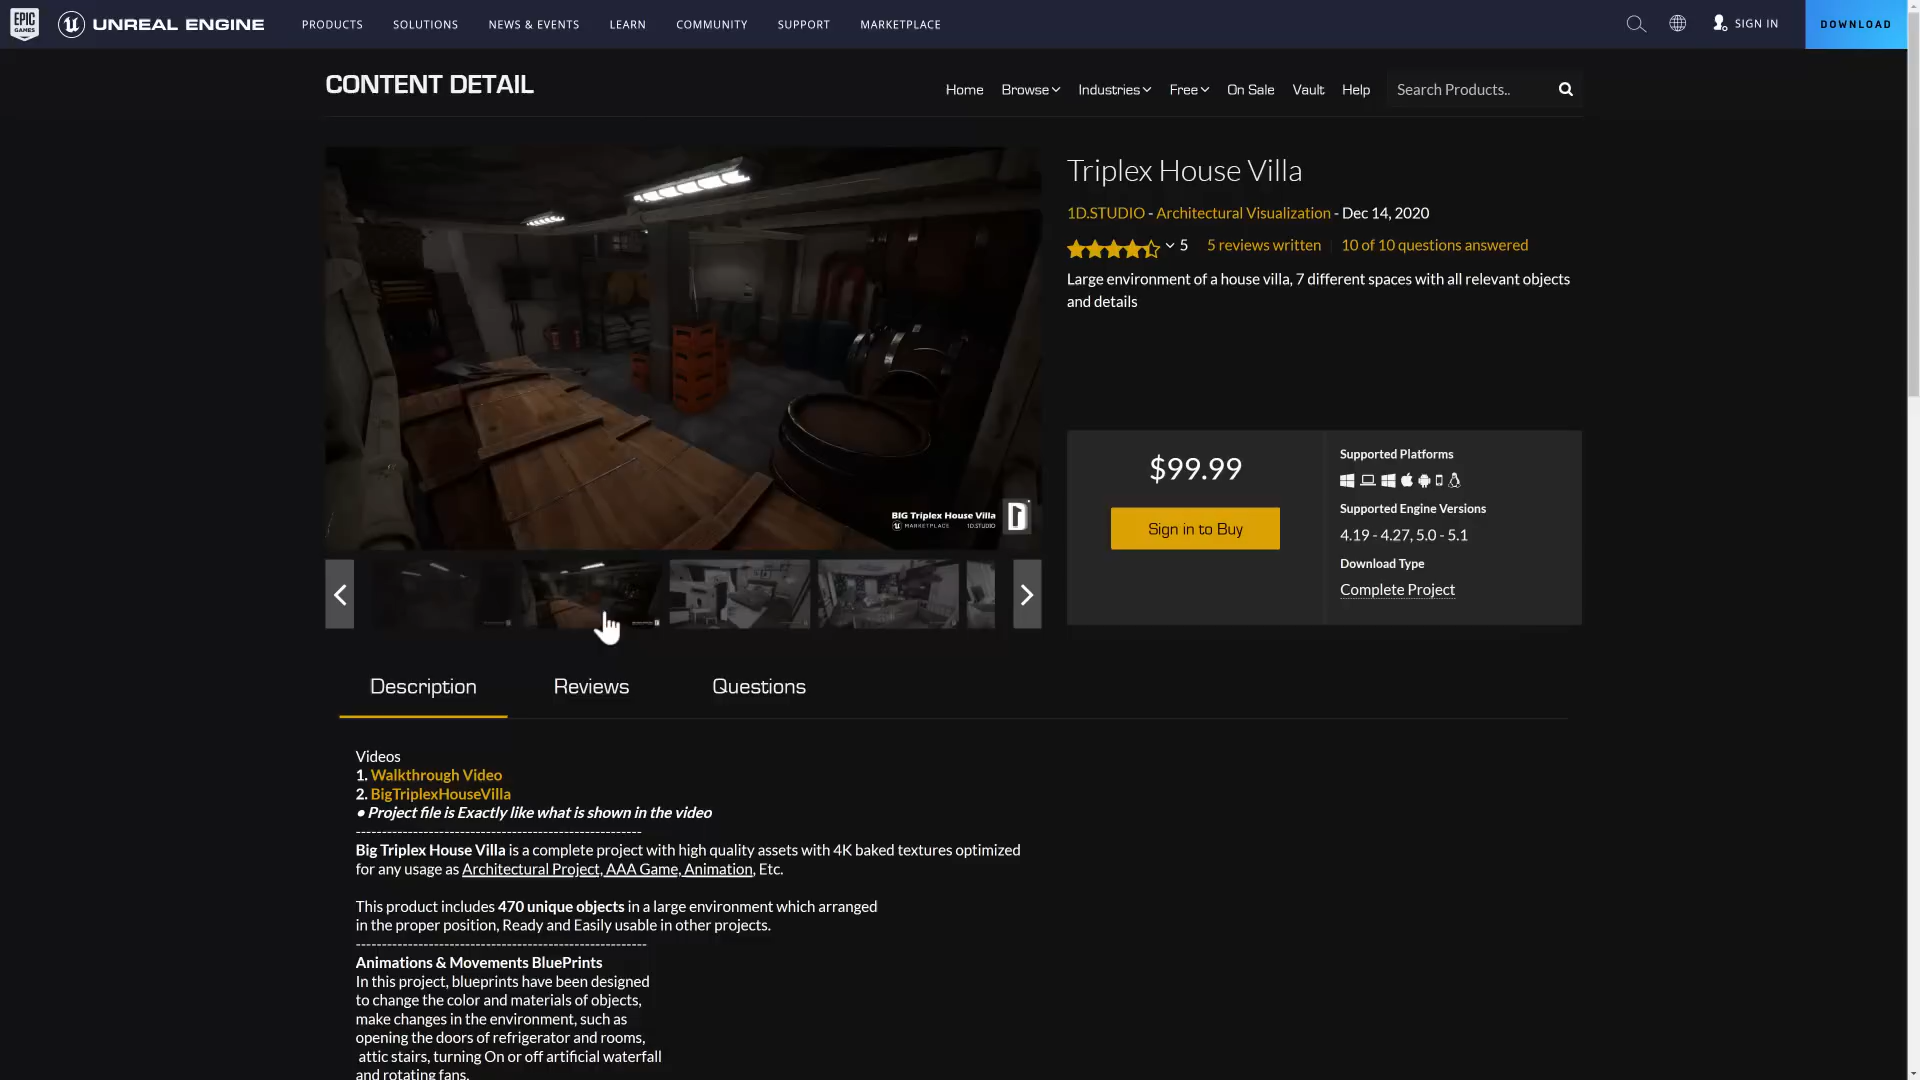 EPIC GAMES
UNREAL ENGINE
PRODUCTS
SOLUTIONS
NEWS & EVENTS
LEARN
COMMUNITY
SUPPORT
MARKETPLACE
SIGN IN
DOWNLOAD
CONTENT DETAIL
Home
Browse
Industries
Free
On Sale
Vault
Help
Search Products..
BIG Triplex House Villa
MARKETPLACE 1D.STUDIO
Triplex House Villa
1D.STUDIO - Architectural Visualization - Dec 14, 2020
5 5 reviews written 10 of 10 questions answered
Large environment of a house villa, 7 different spaces with all relevant objects
and details
$99.99
Sign in to Buy
Supported Platforms
Supported Engine Versions
4.19 - 4.27, 5.0 - 5.1
Download Type
Complete Project
Description
Reviews
Questions
Videos
1. Walkthrough Video
2. BigTriplexHouseVilla
● Project file is Exactly like what is shown in the video
-------------------------------------------------------
Big Triplex House Villa is a complete project with high quality assets with 4K baked textures optimized
for any usage as Architectural Project, AAA Game, Animation, Etc.
This product includes 470 unique objects in a large environment which arranged
in the proper position, Ready and Easily usable in other projects.
--------------------------------------------------------
Animations & Movements BluePrints
In this project, blueprints have been designed
to change the color and materials of objects,
make changes in the environment, such as
opening the doors of refrigerator and rooms,
attic stairs, turning On or off artificial waterfall
and rotating fans.